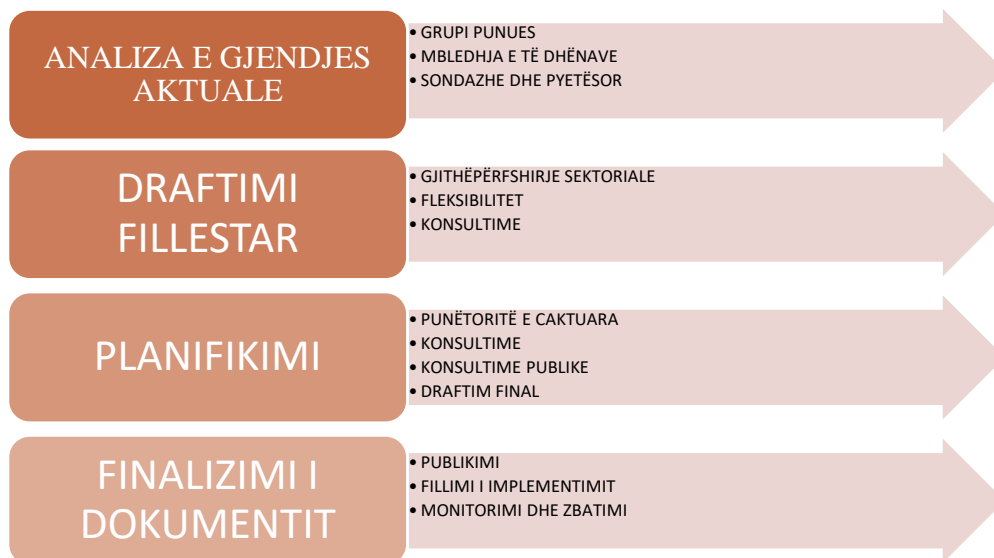 ANALIZA E GJENDJES
AKTUALE
• GRUPI PUNUES
• MBLEDHJA E TË DHËNAVE
• SONDAZHE DHE PYETËSOR
DRAFTIMI
FILLESTAR
• GJITHËPËRFSHIRJE SEKTORIALE
• FLEKSIBILITET
• KONSULTIME
PLANIFIKIMI
• PUNËTORITË E CAKTUARA
• KONSULTIME
• KONSULTIME PUBLIKE
• DRAFTIM FINAL
FINALIZIMI I
DOKUMENTIT
• PUBLIKIMI
• FILLIMI I IMPLEMENTIMIT
• MONITORIMI DHE ZBATIMI